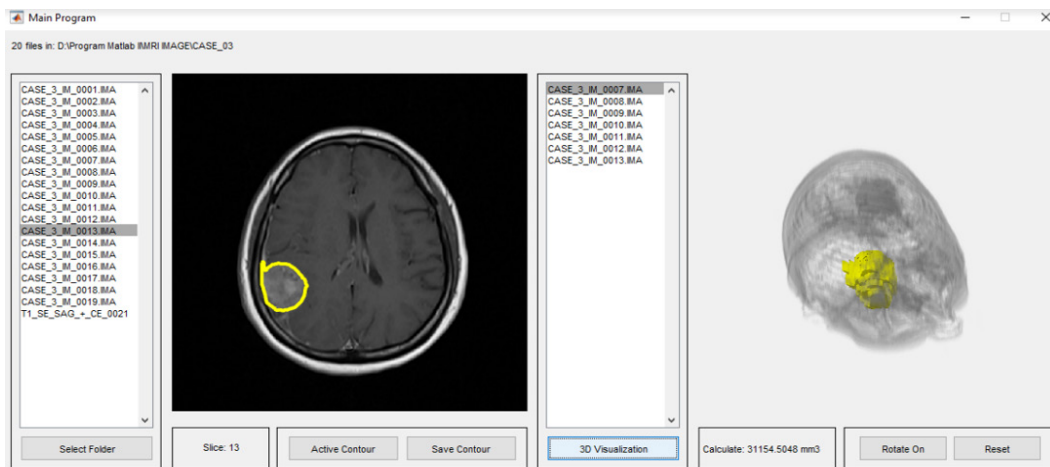 Main Program
20 files in: D:\Program Matlab II\MRI IMAGE\CASE_03
CASE_3_IM_0001.IMA
CASE_3_IM_0002.IMA
CASE_3_IM_0003.IMA
CASE_3_IM_0004.IMA
CASE_3_IM_0005.IMA
CASE_3_IM_0006.IMA
CASE_3_IM_0007.IMA
CASE_3_IM_0008.IMA
CASE_3_IM_0009.IMA
CASE_3_IM_0010.IMA
CASE_3_IM_0011.IMA
CASE_3_IM_0012.IMA
CASE_3_IM_0013.IMA
CASE_3_IM_0014.IMA
CASE_3_IM_0015.IMA
CASE_3_IM_0016.IMA
CASE_3_IM_0017.IMA
CASE_3_IM_0018.IMA
CASE_3_IM_0019.IMA
T1_SE_SAG_+_CE_0021
CASE_3_IM_0007.IMA
CASE_3_IM_0008.IMA
CASE_3_IM_0009.IMA
CASE_3_IM_0010.IMA
CASE_3_IM_0011.IMA
CASE_3_IM_0012.IMA
CASE_3_IM_0013.IMA
Select Folder
Slice: 13
Active Contour
Save Contour
3D Visualization
Calculate: 31154.5048 mm3
Rotate On
Reset